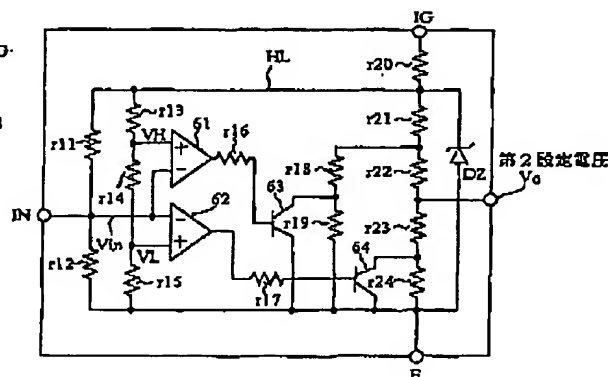 IG
G.
r20
HL
r13
r21
r11
VH
61
r16
r18
r14
63
r22
DZ
第2設定電圧
Vo
62
r19
IN
Vin
VL
r23
64
r12
r15
r17
r24
E